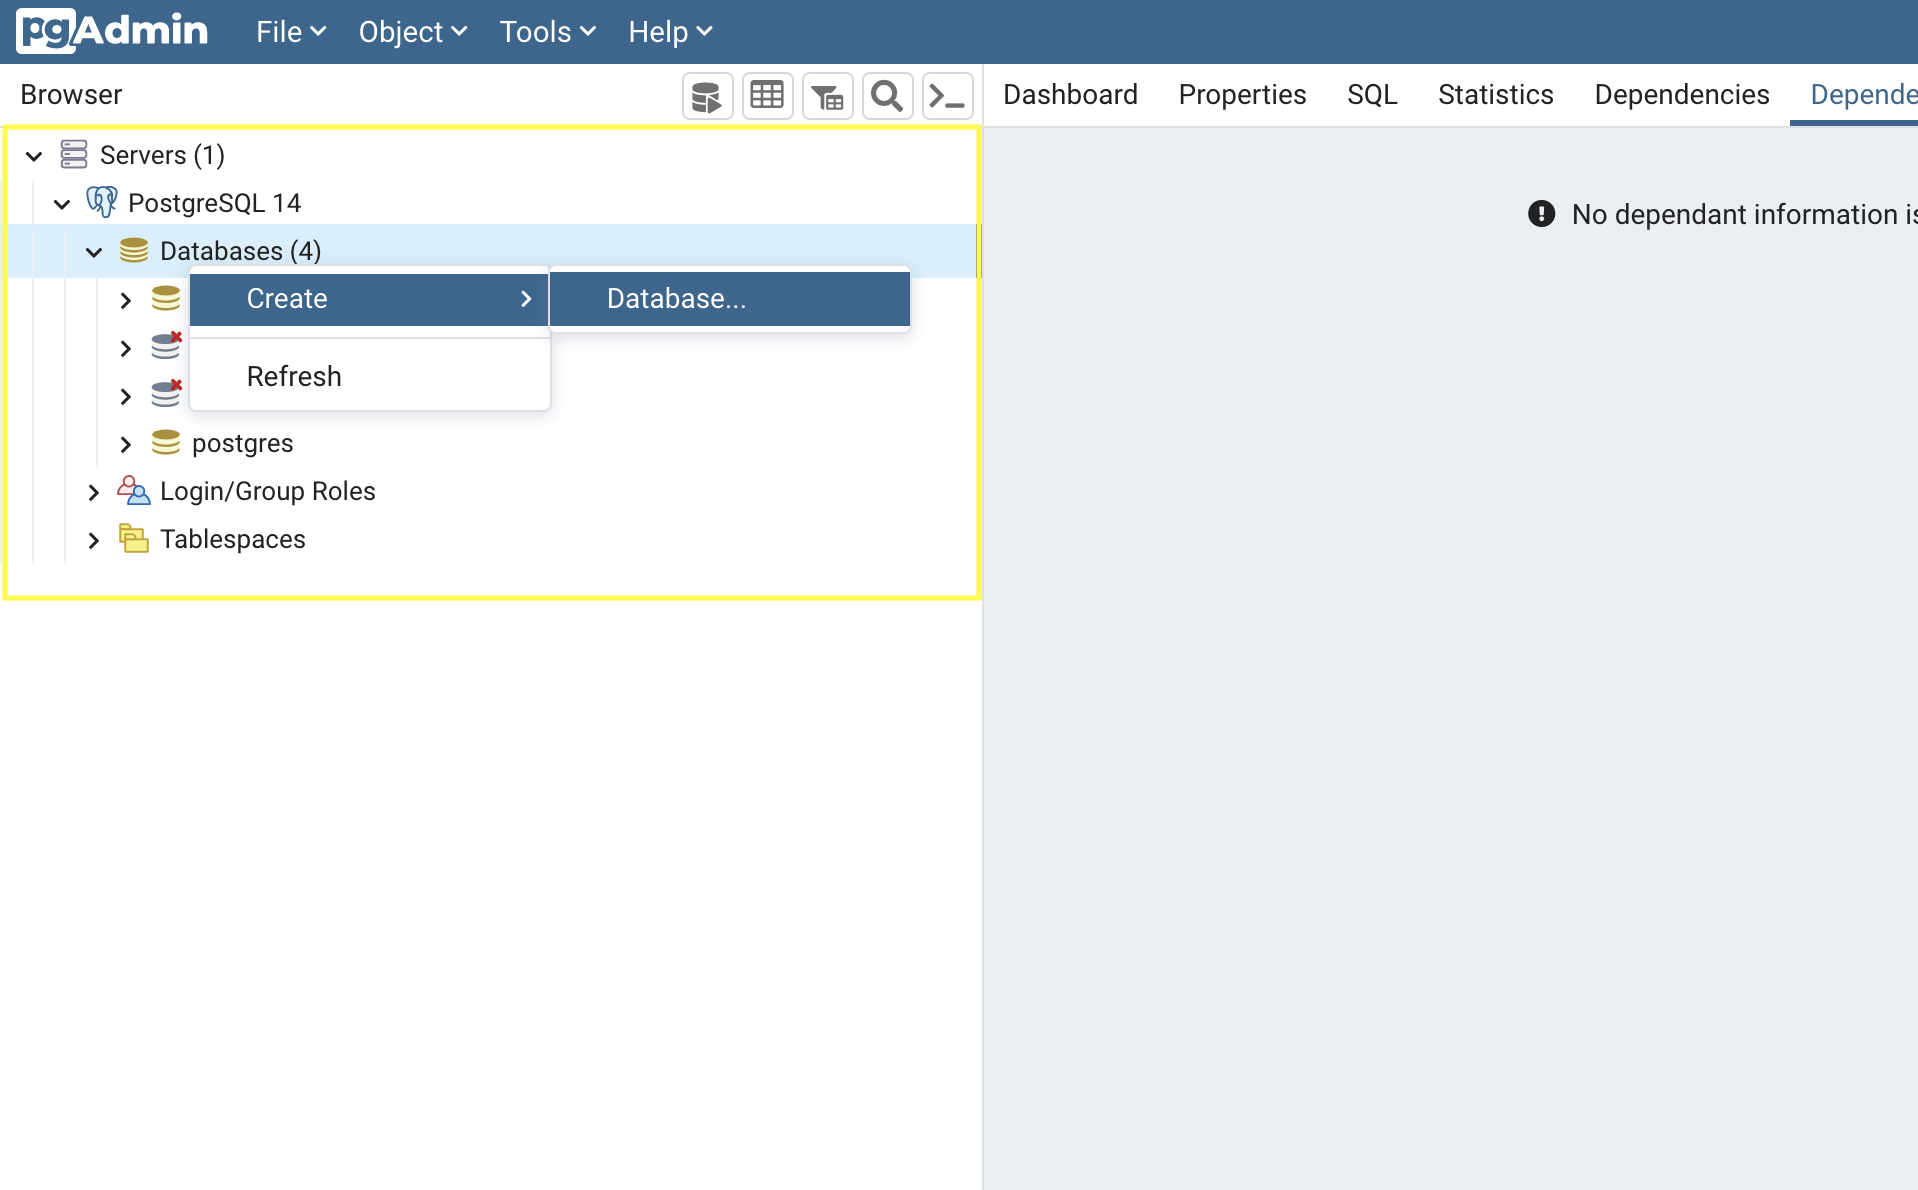 pgAdmin File Object Tools Help
Browser
Dashboard Properties SQL Statistics Dependencies Depende
Servers (1)
PostgreSQL 14
Databases (4)
Create
Database...
Refresh
postgres
Login/Group Roles
Tablespaces
No dependant information is